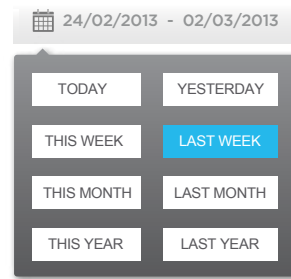 24/02/2013 - 02/03/2013
TODAY YESTERDAY
THIS WEEK LAST WEEK
THIS MONTH LAST MONTH
THIS YEAR LAST YEAR